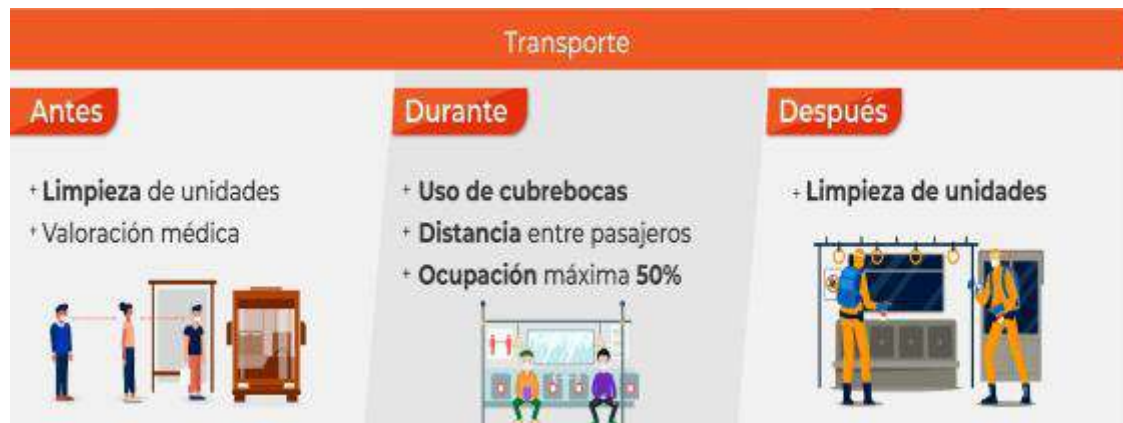 Transporte
Antes
+ Limpieza de unidades
+ Valoración médica
Durante
+ Uso de cubrebocas
+ Distancia entre pasajeros
+ Ocupación máxima 50%
Después
+ Limpieza de unidades